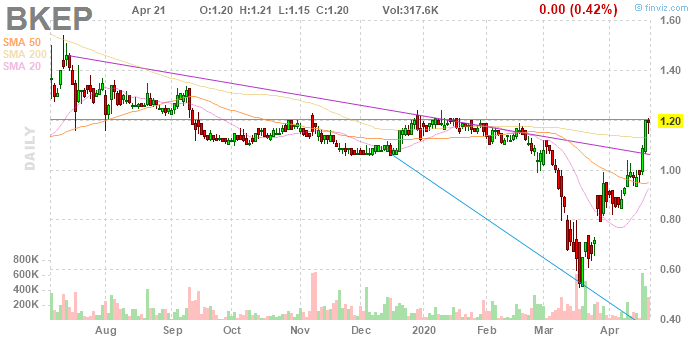 BKEP
Apr 21 O:1.20 H:1.21 L:1.15 C:1.20 Vol:317.6K 0.00 (0.42%)
© finviz.com
SMA 50
SMA 200
SMA 20
DAILY
1.60
1.40
1.20
1.00
0.80
0.60
0.40
800K
600K
400K
200K
Aug Sep Oct Nov Dec 2020 Feb Mar Apr